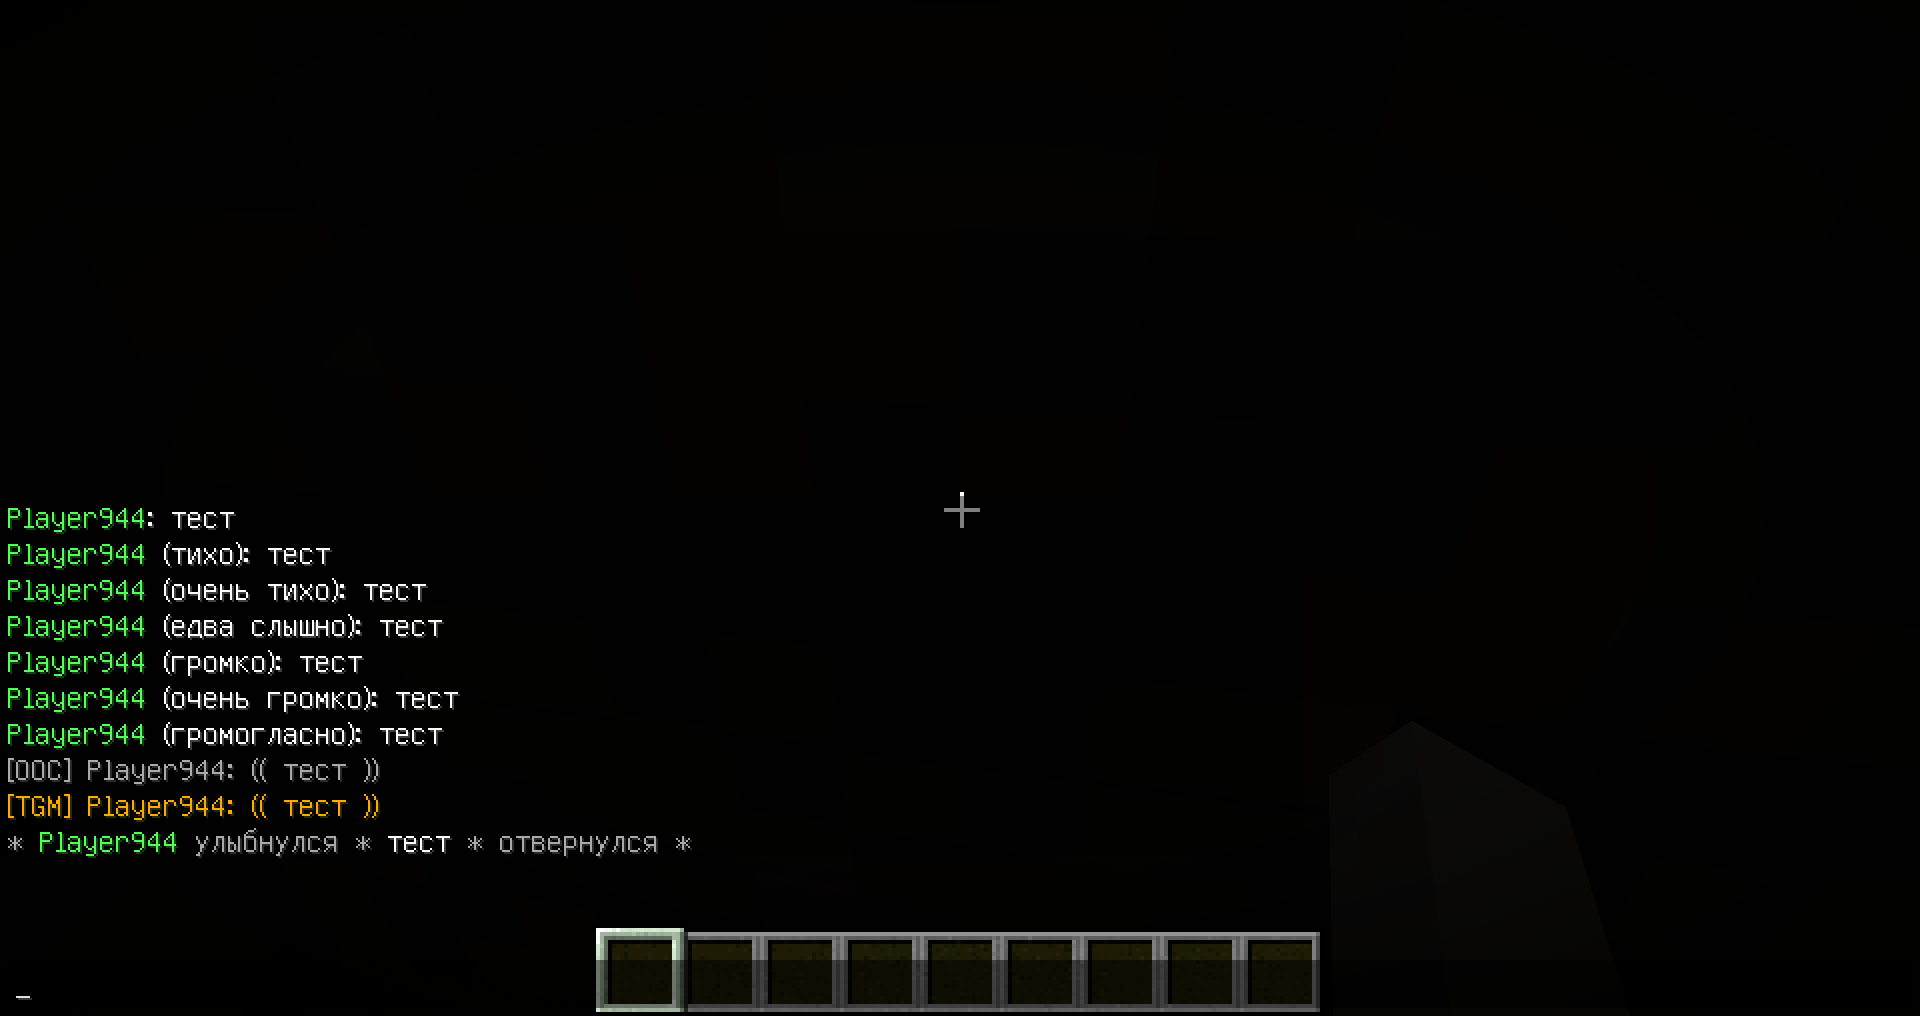 Player944: тест
Player944 (тихо): тест
Player944 (очень тихо): тест
Player944 (едва слышно): тест
Player944 (громко): тест
Player944 (очень громко): тест
Player944 (громогласно): тест
[OOC] Player944: (( тест ))
[TGM] Player944: (( тест ))
* Player944 улыбнулся * тест * отвернулся *
_